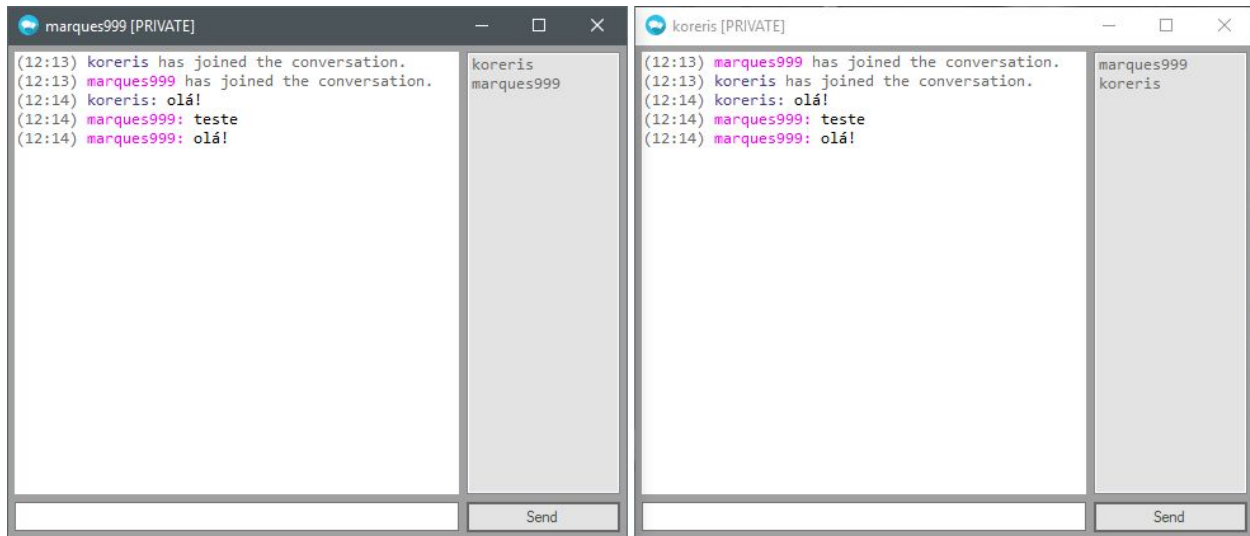 marques999 [PRIVATE]
(12:13) koreris has joined the conversation.
(12:13) marques999 has joined the conversation.
(12:14) koreris: olá!
(12:14) marques999: teste
(12:14) marques999: olá!
koreris
marques999
Send
koreris [PRIVATE]
(12:13) marques999 has joined the conversation.
(12:13) koreris has joined the conversation.
(12:14) koreris: olá!
(12:14) marques999: teste
(12:14) marques999: olá!
marques999
koreris
Send